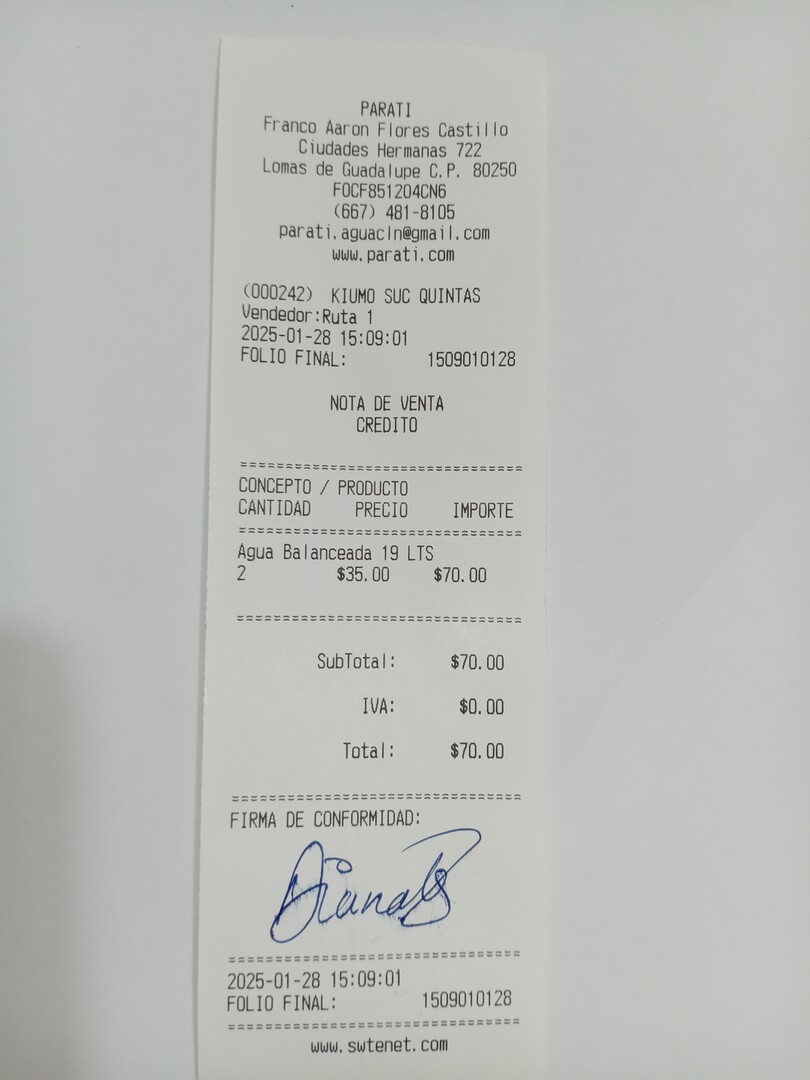 PARATI
Franco Aaron Flores Castillo
Ciudades Hermanas 722
Lomas de Guadalupe C.P. 80250
FOCF851204CN6
(667) 481-8105
parati.aguacln@gmail.com
www.parati.com
(000242) KIUMO SUC QUINTAS
Vendedor:Ruta 1
2025-01-28 15:09:01
FOLIO FINAL: 1509010128
NOTA DE VENTA
CREDITO
================================
CONCEPTO / PRODUCTO
CANTIDAD PRECIO IMPORTE
================================
Agua Balanceada 19 LTS
2 $35.00 $70.00
================================
SubTotal: $70.00
IVA: $0.00
Total: $70.00
================================
FIRMA DE CONFORMIDAD:
================================
2025-01-28 15:09:01
FOLIO FINAL: 1509010128
================================
www.swtenet.com